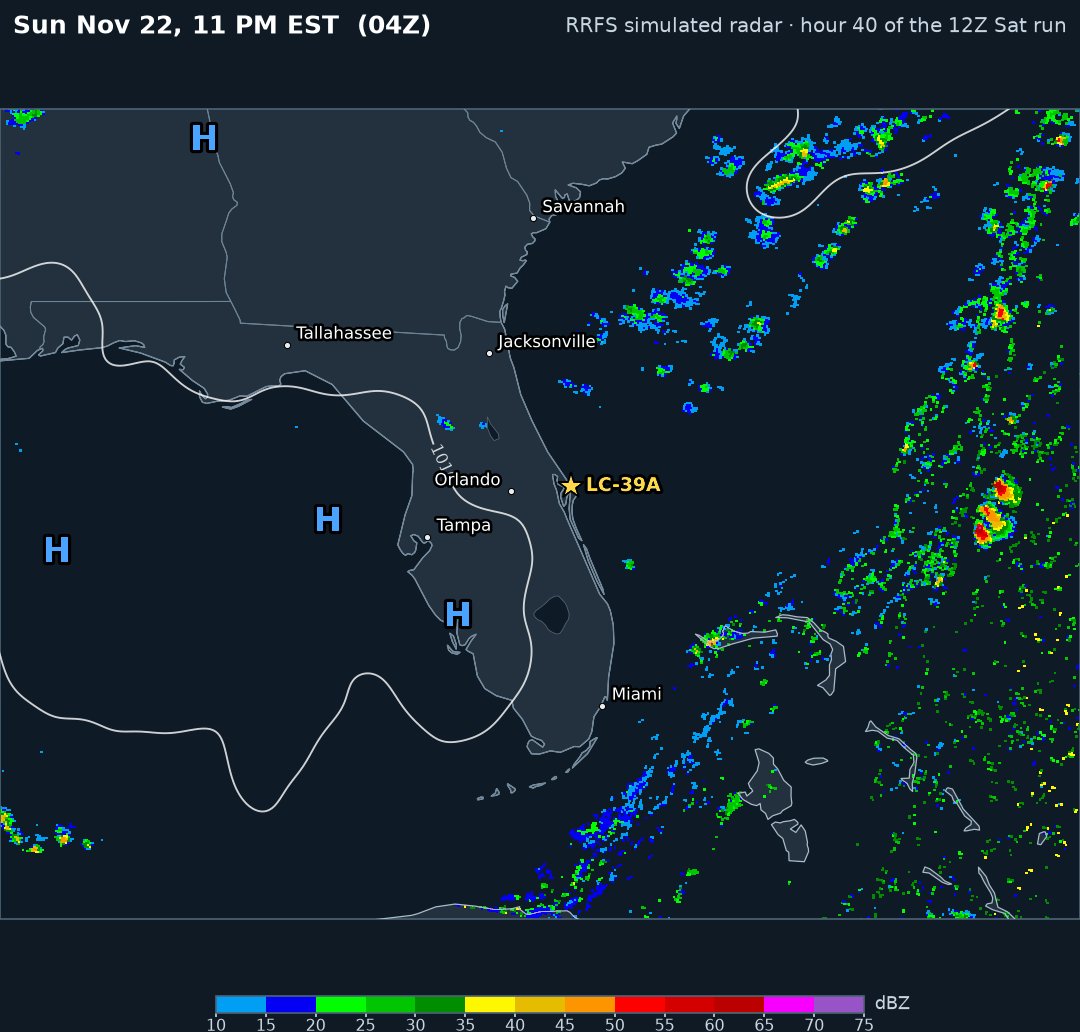 Sun Nov 22, 11 PM EST (04Z)
RRFS simulated radar · hour 40 of the 12Z Sat run
H
Savannah
Tallahassee
Jacksonville
Orlando
LC-39A
H
Tampa
H
H
Miami
dBZ
10 15 20 25 30 35 40 45 50 55 60 65 70 75